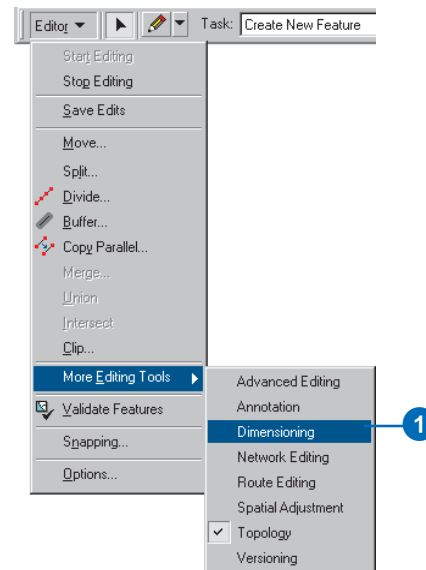 Editor
Task: Create New Feature
Start Editing
Stop Editing
Save Edits
Move...
Split...
Divide...
Buffer...
Copy Parallel...
Merge...
Union
Intersect
Clip...
More Editing Tools
Validate Features
Snapping...
Options...
Advanced Editing
Annotation
Dimensioning
1
Network Editing
Route Editing
Spatial Adjustment
Topology
Versioning